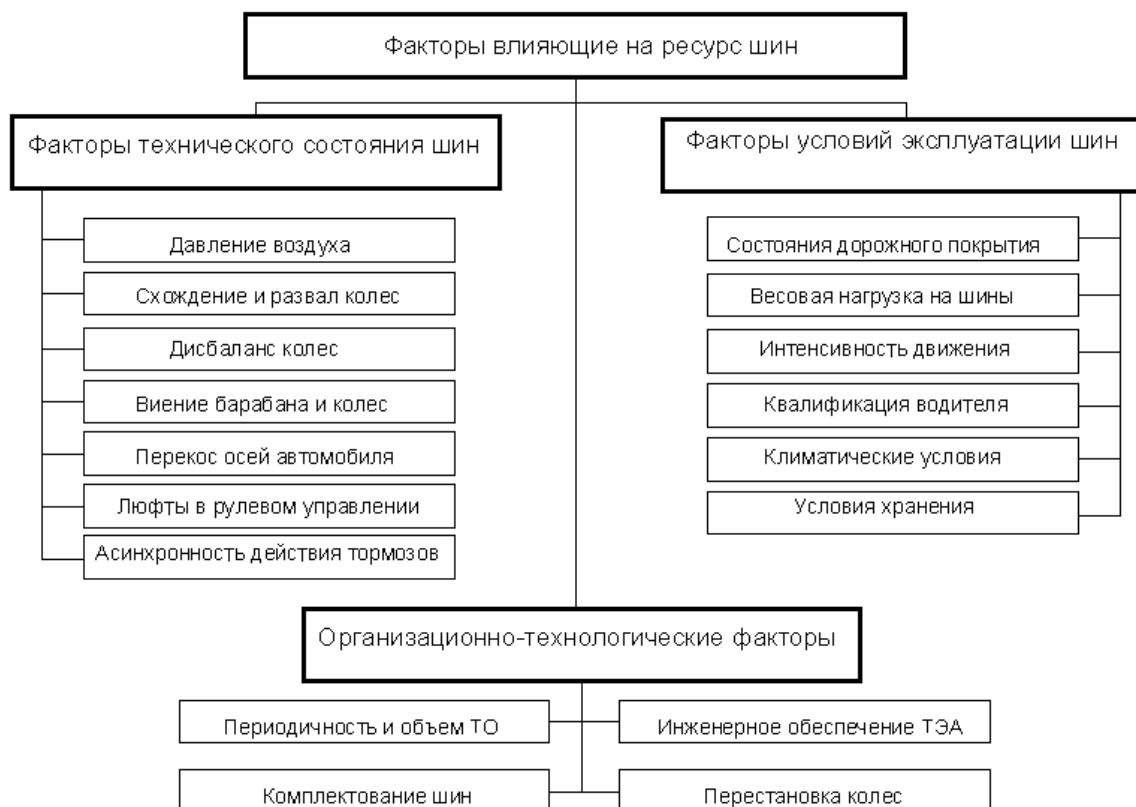 Факторы влияющие на ресурс шин
Факторы технического состояния шин
Факторы условий эксплуатации шин
Давление воздуха
Схождение и развал колес
Дисбаланс колес
Виение барабана и колес
Перекос осей автомобиля
Люфты в рулевом управлении
Асинхронность действия тормозов
Состояния дорожного покрытия
Весовая нагрузка на шины
Интенсивность движения
Квалификация водителя
Климатические условия
Условия хранения
Организационно-технологические факторы
Периодичность и объем ТО
Инженерное обеспечение ТЭА
Комплектование шин
Перестановка колес